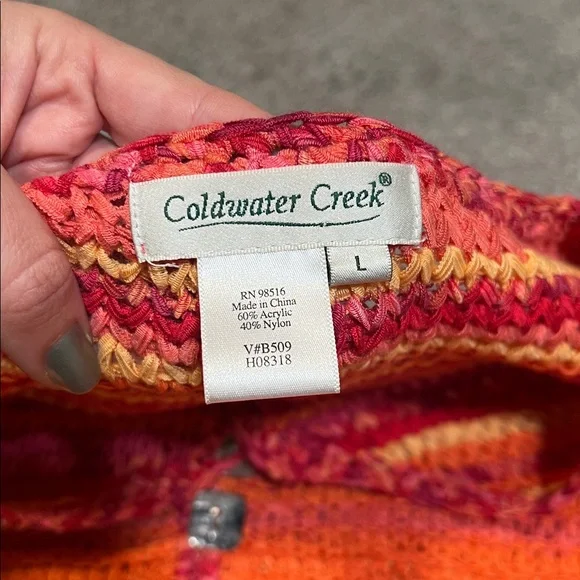 Coldwater Creek®
L
RN 98516
Made in China
60% Acrylic
40% Nylon
V#B509
H08318